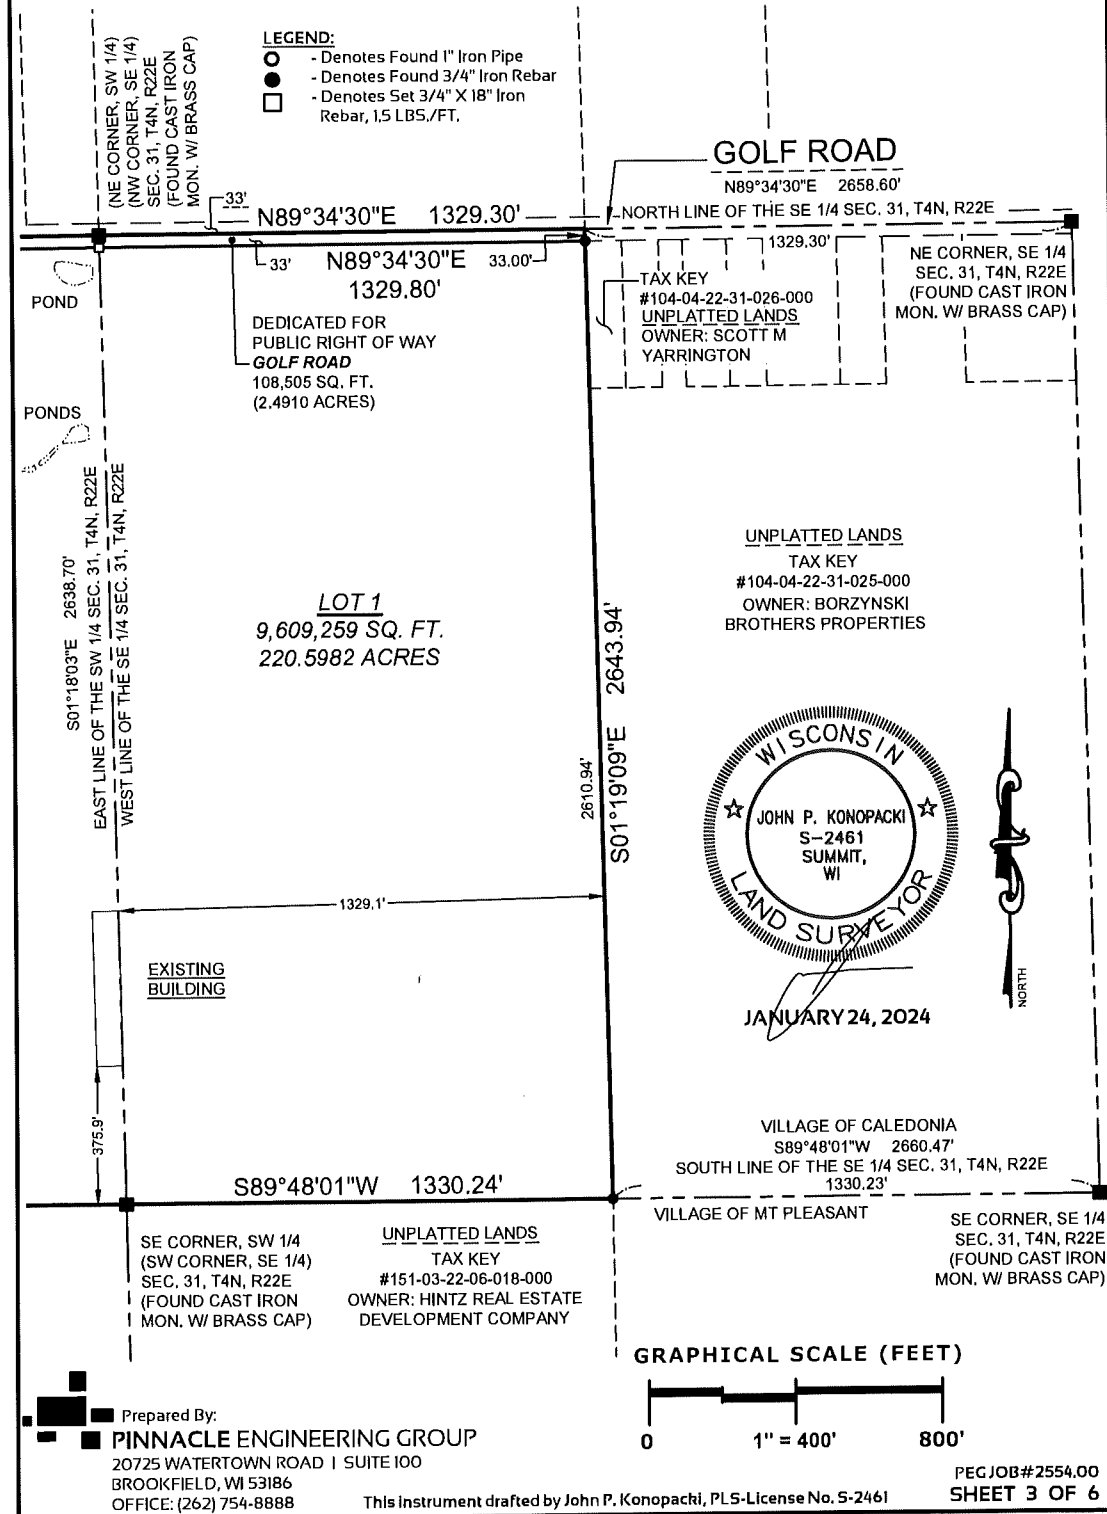 LEGEND:
- Denotes Found 1" Iron Pipe
- Denotes Found 3/4" Iron Rebar
- Denotes Set 3/4" X 18" Iron
Rebar, 1.5 LBS./FT.
(NE CORNER, SW 1/4)
(NW CORNER, SE 1/4)
SEC. 31, T4N, R22E
(FOUND CAST IRON
MON. W/ BRASS CAP)
GOLF ROAD
N89°34'30"E 2658.60'
NORTH LINE OF THE SE 1/4 SEC. 31, T4N, R22E
33'
N89°34'30"E 1329.30'
33'
N89°34'30"E 33.00'
1329.80'
1329.30'
NE CORNER, SE 1/4
SEC. 31, T4N, R22E
(FOUND CAST IRON
MON. W/ BRASS CAP)
TAX KEY
#104-04-22-31-026-000
UNPLATTED LANDS
OWNER: SCOTT M
YARRINGTON
POND
DEDICATED FOR
PUBLIC RIGHT OF WAY
GOLF ROAD
108,505 SQ. FT.
(2.4910 ACRES)
PONDS
S01°18'03"E 2638.70'
EAST LINE OF THE SW 1/4 SEC. 31, T4N, R22E
WEST LINE OF THE SE 1/4 SEC. 31, T4N, R22E
LOT 1
9,609,259 SQ. FT.
220.5982 ACRES
2610.94'
S01°19'09"E 2643.94'
UNPLATTED LANDS
TAX KEY
#104-04-22-31-025-000
OWNER: BORZYNSKI
BROTHERS PROPERTIES
WISCONSIN
JOHN P. KONOPACKI
S-2461
SUMMIT,
WI
LAND SURVEYOR
JANUARY 24, 2024
NORTH
1329.1'
EXISTING
BUILDING
375.9'
VILLAGE OF CALEDONIA
S89°48'01"W 2660.47'
SOUTH LINE OF THE SE 1/4 SEC. 31, T4N, R22E
1330.23'
S89°48'01"W 1330.24'
VILLAGE OF MT PLEASANT
SE CORNER, SE 1/4
SEC. 31, T4N, R22E
(FOUND CAST IRON
MON. W/ BRASS CAP)
SE CORNER, SW 1/4
(SW CORNER, SE 1/4)
SEC. 31, T4N, R22E
(FOUND CAST IRON
MON. W/ BRASS CAP)
UNPLATTED LANDS
TAX KEY
#151-03-22-06-018-000
OWNER: HINTZ REAL ESTATE
DEVELOPMENT COMPANY
GRAPHICAL SCALE (FEET)
0 1" = 400' 800'
Prepared By:
PINNACLE ENGINEERING GROUP
20725 WATERTOWN ROAD | SUITE 100
BROOKFIELD, WI 53186
OFFICE: (262) 754-8888
This instrument drafted by John P. Konopacki, PLS-License No. S-2461
PEG JOB#2554.00
SHEET 3 OF 6